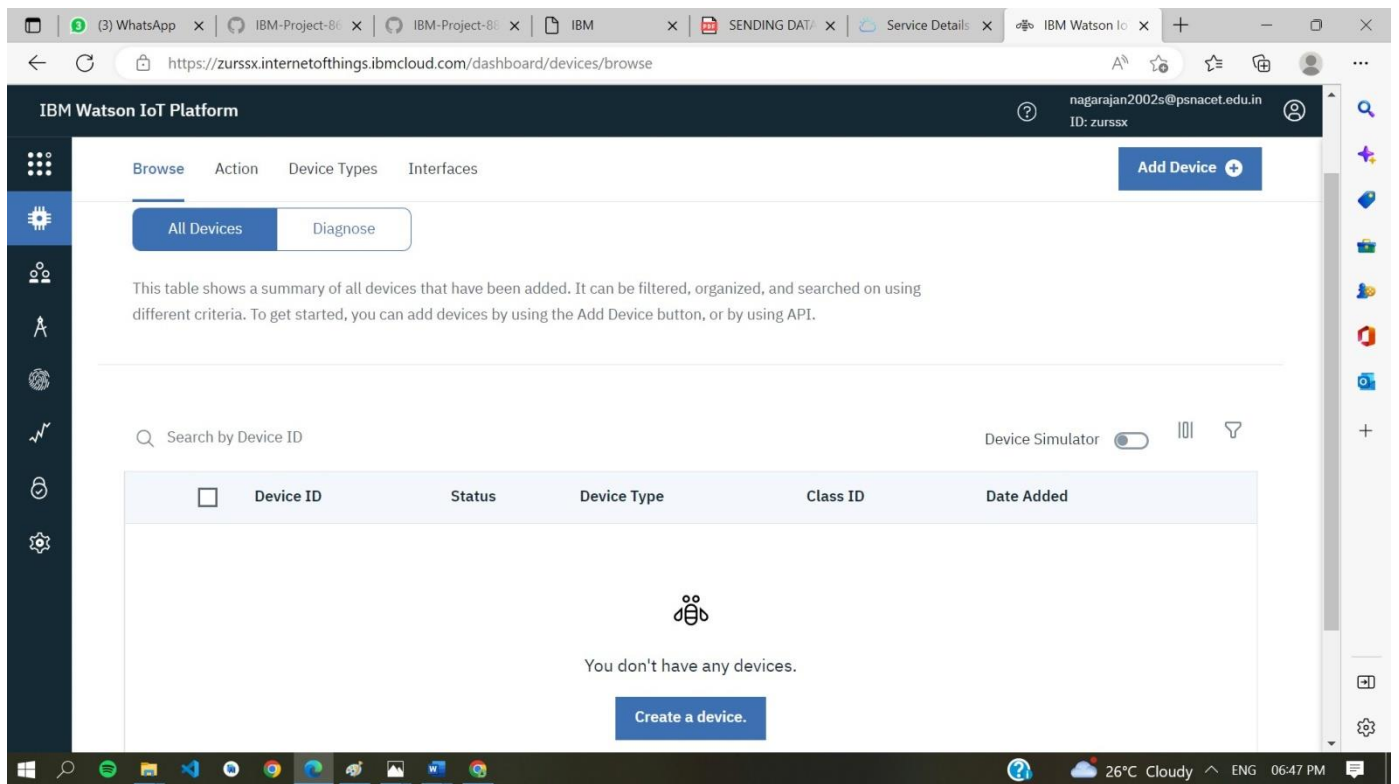 (3) WhatsApp
IBM-Project-86
IBM-Project-88
IBM
SENDING DATA
Service Details
IBM Watson Io
https://zurssx.internetofthings.ibmcloud.com/dashboard/devices/browse
IBM Watson IoT Platform
nagarajan2002s@psnacet.edu.in
ID: zurssx
Browse Action Device Types Interfaces
Add Device
All Devices Diagnose
This table shows a summary of all devices that have been added. It can be filtered, organized, and searched on using
different criteria. To get started, you can add devices by using the Add Device button, or by using API.
Search by Device ID
Device Simulator
Device ID Status Device Type Class ID Date Added
You don't have any devices.
Create a device.
26°C Cloudy ENG 06:47 PM